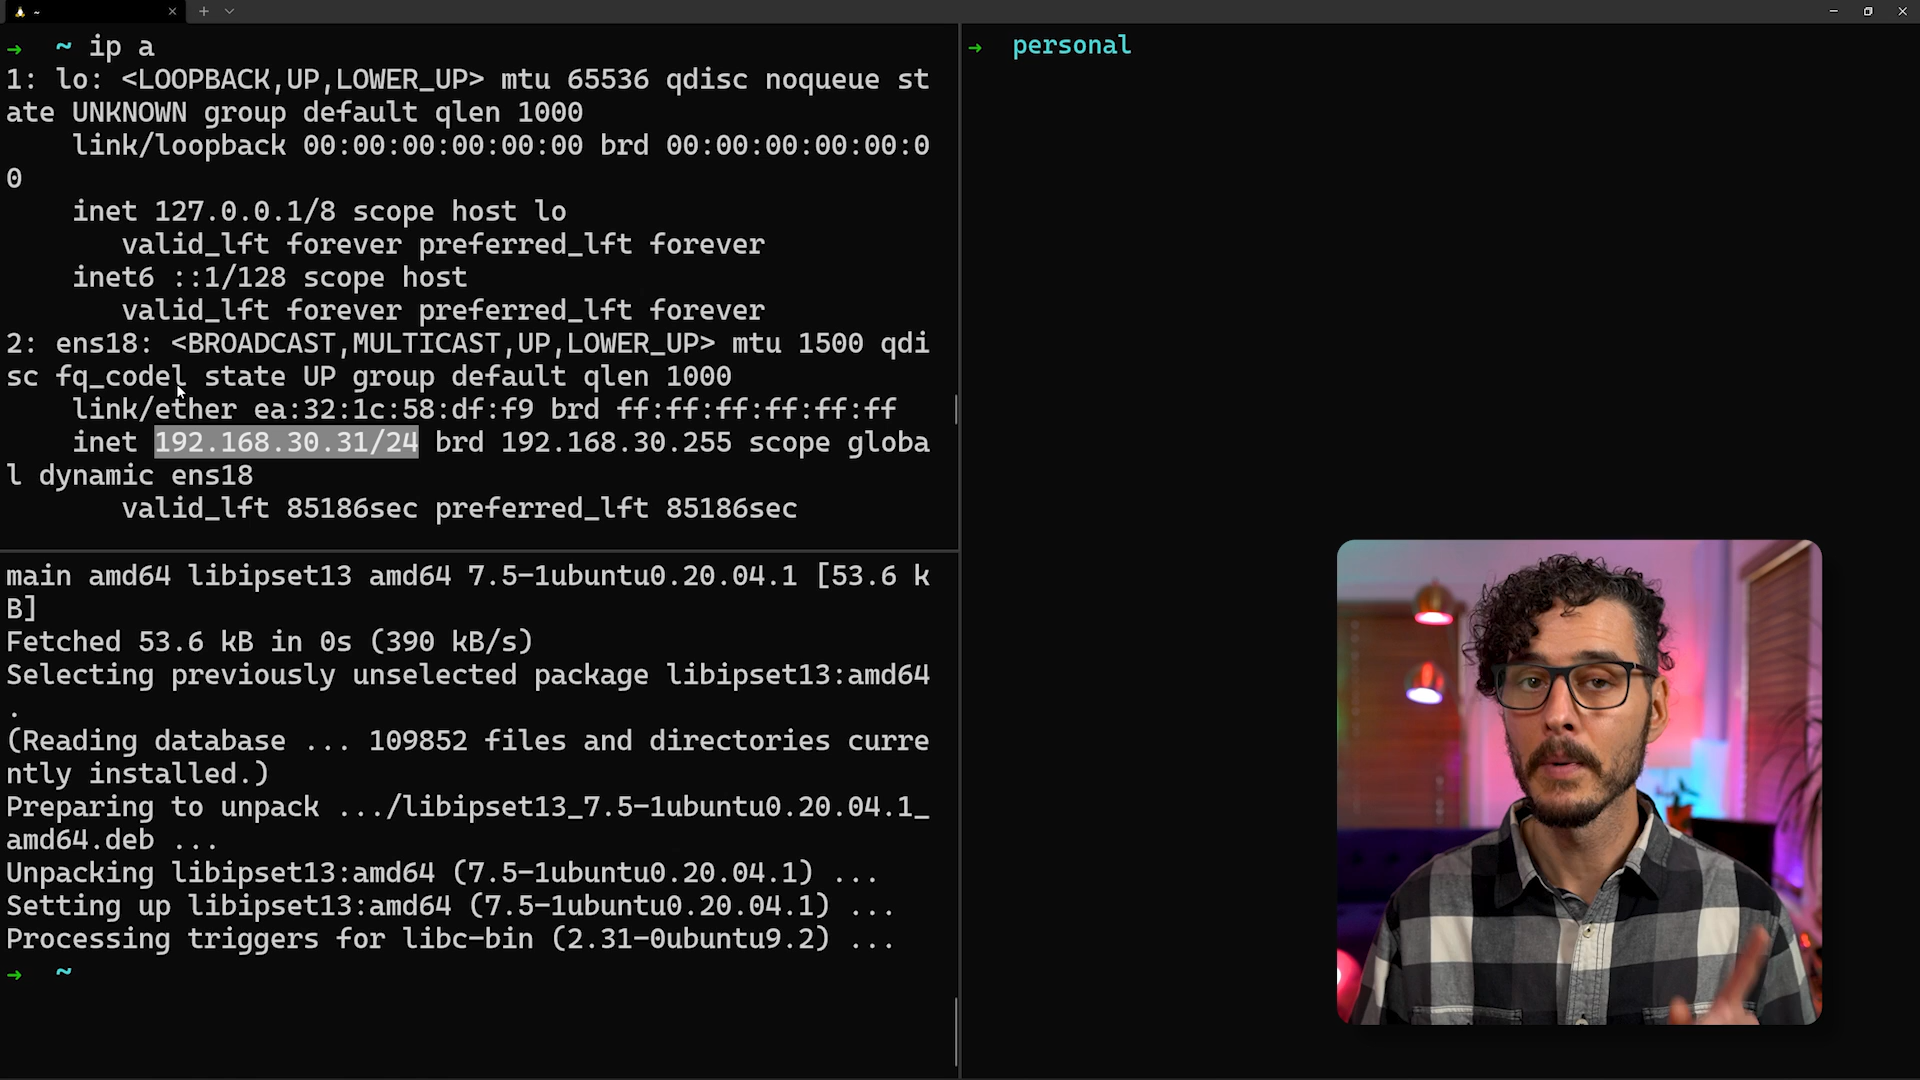 ~
→ ~ ip a
1: lo: <LOOPBACK,UP,LOWER_UP> mtu 65536 qdisc noqueue st
ate UNKNOWN group default qlen 1000
link/loopback 00:00:00:00:00:00 brd 00:00:00:00:00:0
0
inet 127.0.0.1/8 scope host lo
valid_lft forever preferred_lft forever
inet6 ::1/128 scope host
valid_lft forever preferred_lft forever
2: ens18: <BROADCAST,MULTICAST,UP,LOWER_UP> mtu 1500 qdi
sc fq_codel state UP group default qlen 1000
link/ether ea:32:1c:58:df:f9 brd ff:ff:ff:ff:ff:ff
inet 192.168.30.31/24 brd 192.168.30.255 scope globa
l dynamic ens18
valid_lft 85186sec preferred_lft 85186sec
main amd64 libipset13 amd64 7.5-1ubuntu0.20.04.1 [53.6 k
B]
Fetched 53.6 kB in 0s (390 kB/s)
Selecting previously unselected package libipset13:amd64
.
(Reading database ... 109852 files and directories curre
ntly installed.)
Preparing to unpack .../libipset13_7.5-1ubuntu0.20.04.1_
amd64.deb ...
Unpacking libipset13:amd64 (7.5-1ubuntu0.20.04.1) ...
Setting up libipset13:amd64 (7.5-1ubuntu0.20.04.1) ...
Processing triggers for libc-bin (2.31-0ubuntu9.2) ...
→ ~
→ personal